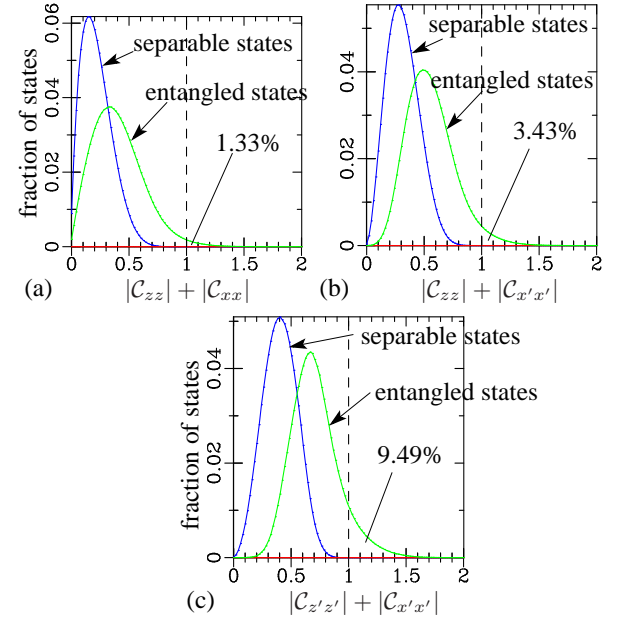 0.06
0.04
0.02
0
fraction of states
separable states
entangled states
1.33%
0 0.5 1 1.5 2
(a) |𝒞zz| + |𝒞xx|
0.04
0.02
0
separable states
entangled states
3.43%
0 0.5 1 1.5 2
(b) |𝒞zz| + |𝒞x′x′|
0.04
0.02
0
fraction of states
separable states
entangled states
9.49%
0 0.5 1 1.5 2
(c) |𝒞z′z′| + |𝒞x′x′|